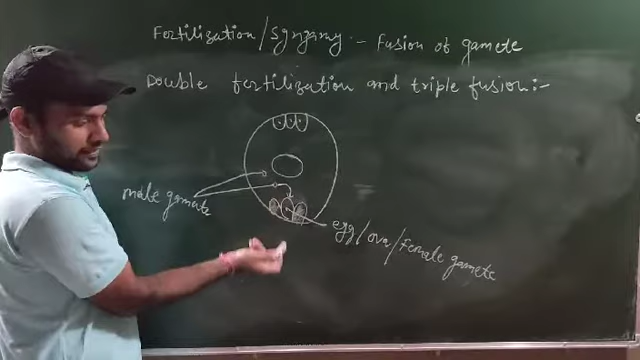 Fertilization/Syngamy :- Fusion of gamete
Double fertilization and triple fusion:-
male gamete
egg/ova/Female gamete